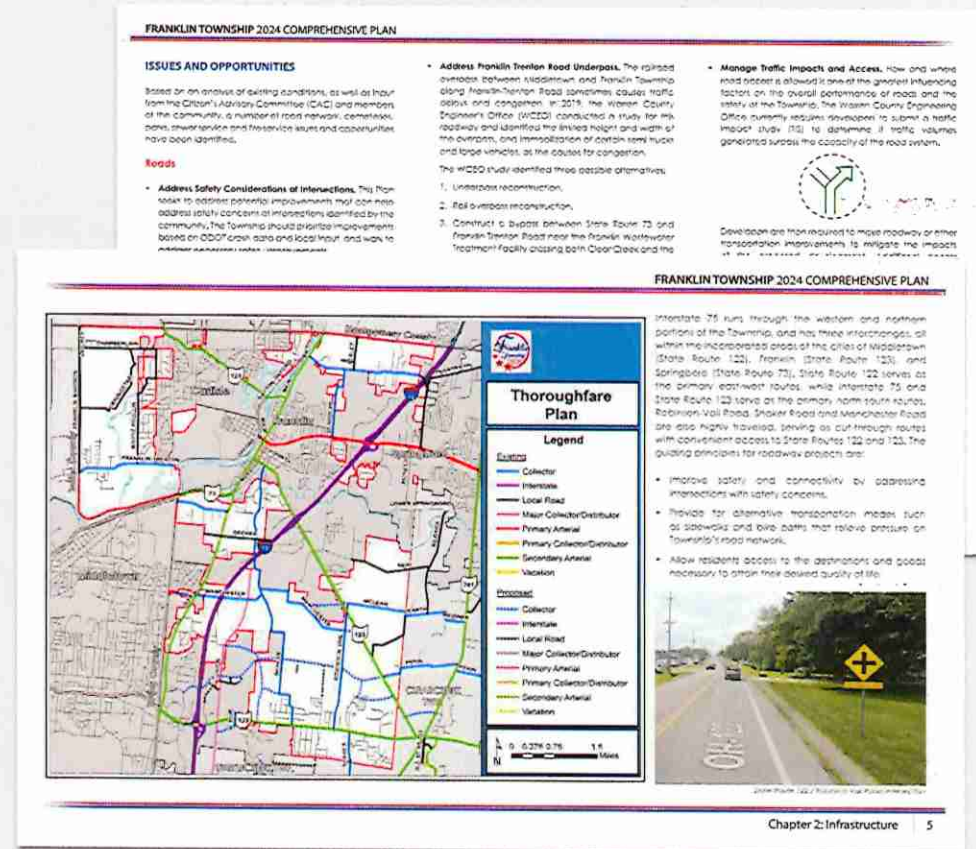 FRANKLIN TOWNSHIP 2024 COMPREHENSIVE PLAN
ISSUES AND OPPORTUNITIES
Based on an analysis of existing conditions, as well as input
from the Citizen's Advisory Committee (CAC) and members
of the community, a number of road network, cemeteries,
parks, sewer service and fire service issues and opportunities
have been identified.
Roads
• Address Safety Considerations at Intersections. This Plan
seeks to address potential improvements that can help
address safety concerns at intersections identified by the
community. The Township should prioritize improvements
based on ODOT crash data and local input, and work to
• Address Franklin Trenton Road Underpass. The railroad
overpass between Middletown and Franklin Township
along Franklin-Trenton Road sometimes causes traffic
delays and congestion. In 2019, the Warren County
Engineer's Office (WCEO) conducted a study for this
roadway and identified the limited height and width of
the overpass, and immobilization of certain semi trucks
and large vehicles, as the causes for congestion.
The WCEO study identified three possible alternatives:
1. Underpass reconstruction.
2. Rail overpass reconstruction.
3. Construct a bypass between State Route 73 and
Franklin-Trenton Road near the Franklin Wastewater
Treatment Facility crossing both Clear Creek and the
• Manage Traffic Impacts and Access. How and where
road access is allowed is one of the greatest influencing
factors on the overall performance of roads and the
safety of the Township. The Warren County Engineering
Office currently requires developers to submit a traffic
impact study (TIS) to determine if traffic volumes
generated surpass the capacity of the road system.
Developers are then required to make roadway or other
transportation improvements to mitigate the impacts
FRANKLIN TOWNSHIP 2024 COMPREHENSIVE PLAN
Montgomery County
Carlisle
Franklin
Springboro
Middletown
75
73
123
122
741
Thoroughfare
Plan
Legend
Existing
Collector
Interstate
Local Road
Major Collector/Distributor
Primary Arterial
Primary Collector/Distributor
Secondary Arterial
Vacation
Proposed
Collector
Interstate
Local Road
Major Collector/Distributor
Primary Arterial
Primary Collector/Distributor
Secondary Arterial
Vacation
N
0 0.375 0.75 1.5
Miles
Interstate 75 runs through the western and northern
portions of the Township, and has three interchanges, all
within the incorporated areas of the cities of Middletown
(State Route 122), Franklin (State Route 123), and
Springboro (State Route 73). State Route 122 serves as
the primary east-west routes, while Interstate 75 and
State Route 123 serve as the primary north south routes.
Robinson-Vail Road, Shaker Road and Manchester Road
are also highly traveled, serving as cut-through routes
with convenient access to State Routes 122 and 123. The
guiding principles for roadway projects are:
• Improve safety and connectivity by addressing
intersections with safety concerns.
• Provide for alternative transportation modes such
as sidewalks and bike paths that relieve pressure on
Township's road network.
• Allow residents access to the destinations and goods
necessary to attain their desired quality of life.
Chapter 2: Infrastructure | 5